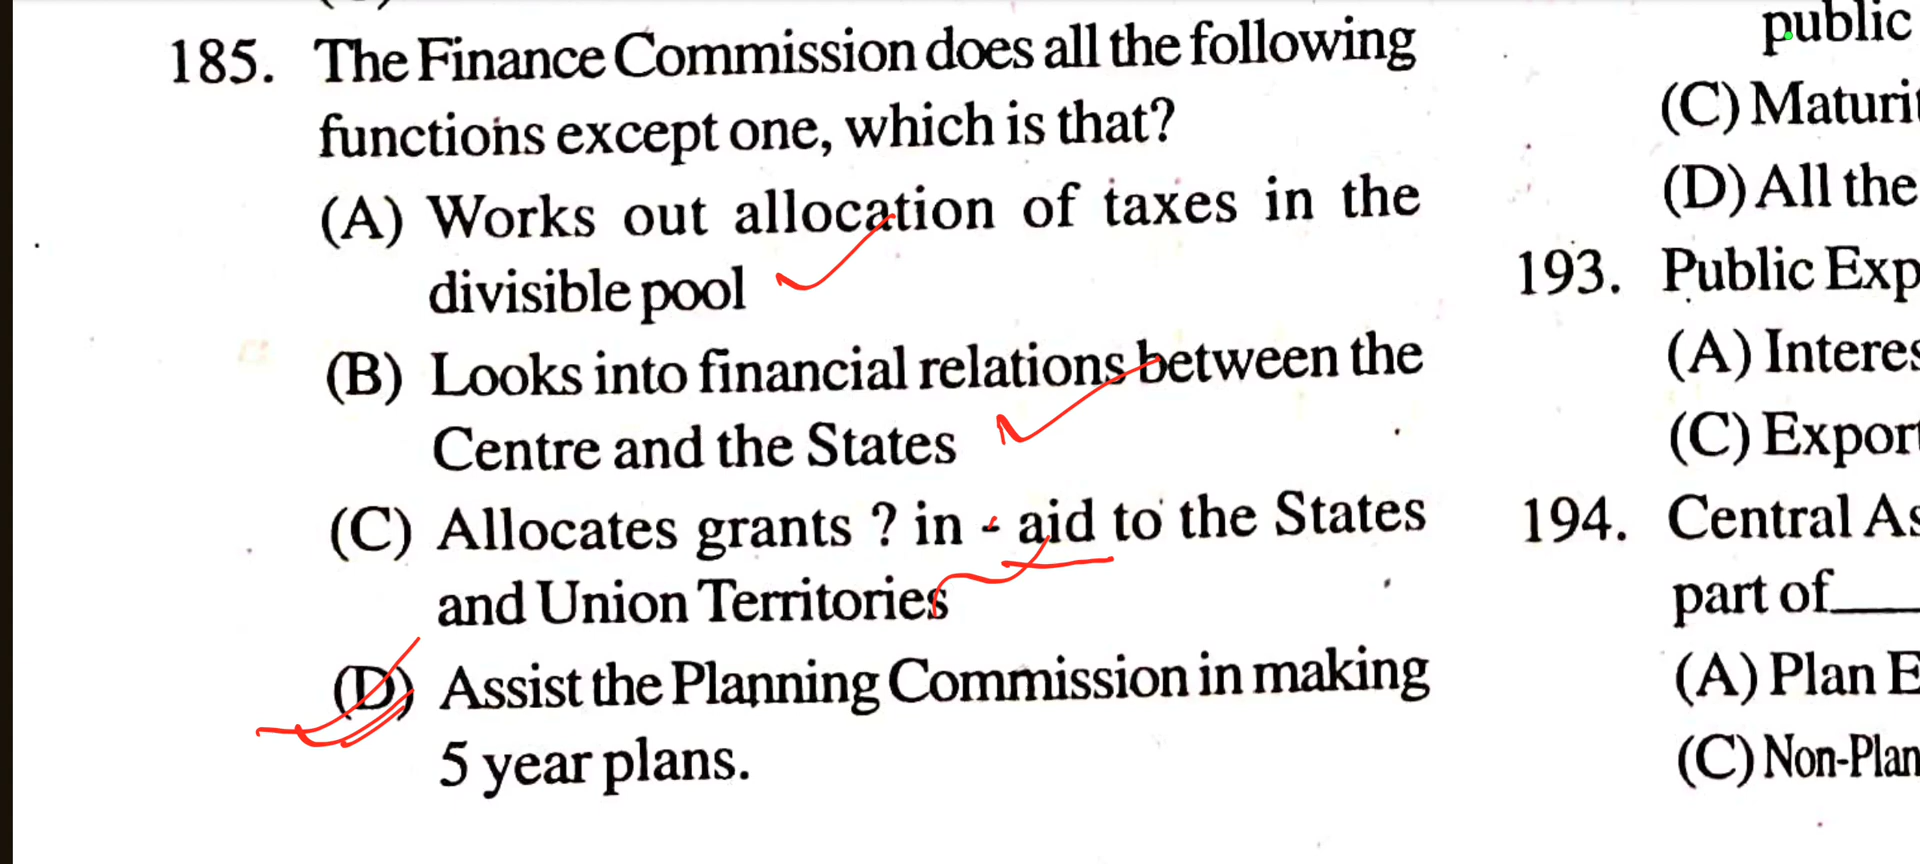 185. The Finance Commission does all the following
functions except one, which is that?
(A) Works out allocation of taxes in the
divisible pool
(B) Looks into financial relations between the
Centre and the States
(C) Allocates grants ? in - aid to the States
and Union Territories
(D) Assist the Planning Commission in making
5 year plans.
public
(C) Maturi
(D) All the
193. Public Exp
(A) Interes
(C) Export
194. Central As
part of____
(A) Plan E
(C) Non-Plan